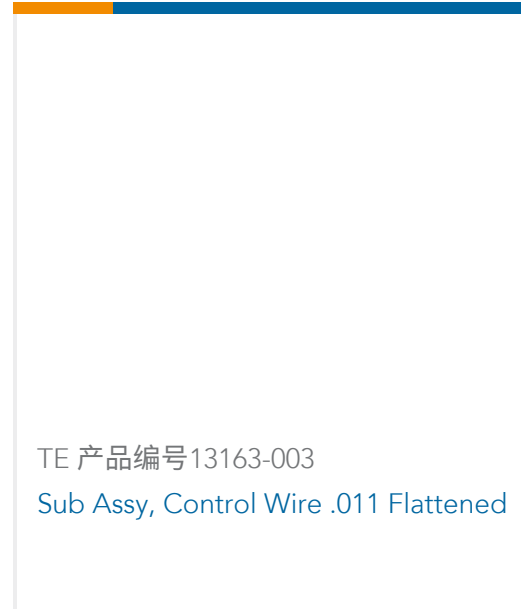 TE 产品编号13163-003
Sub Assy, Control Wire .011 Flattened